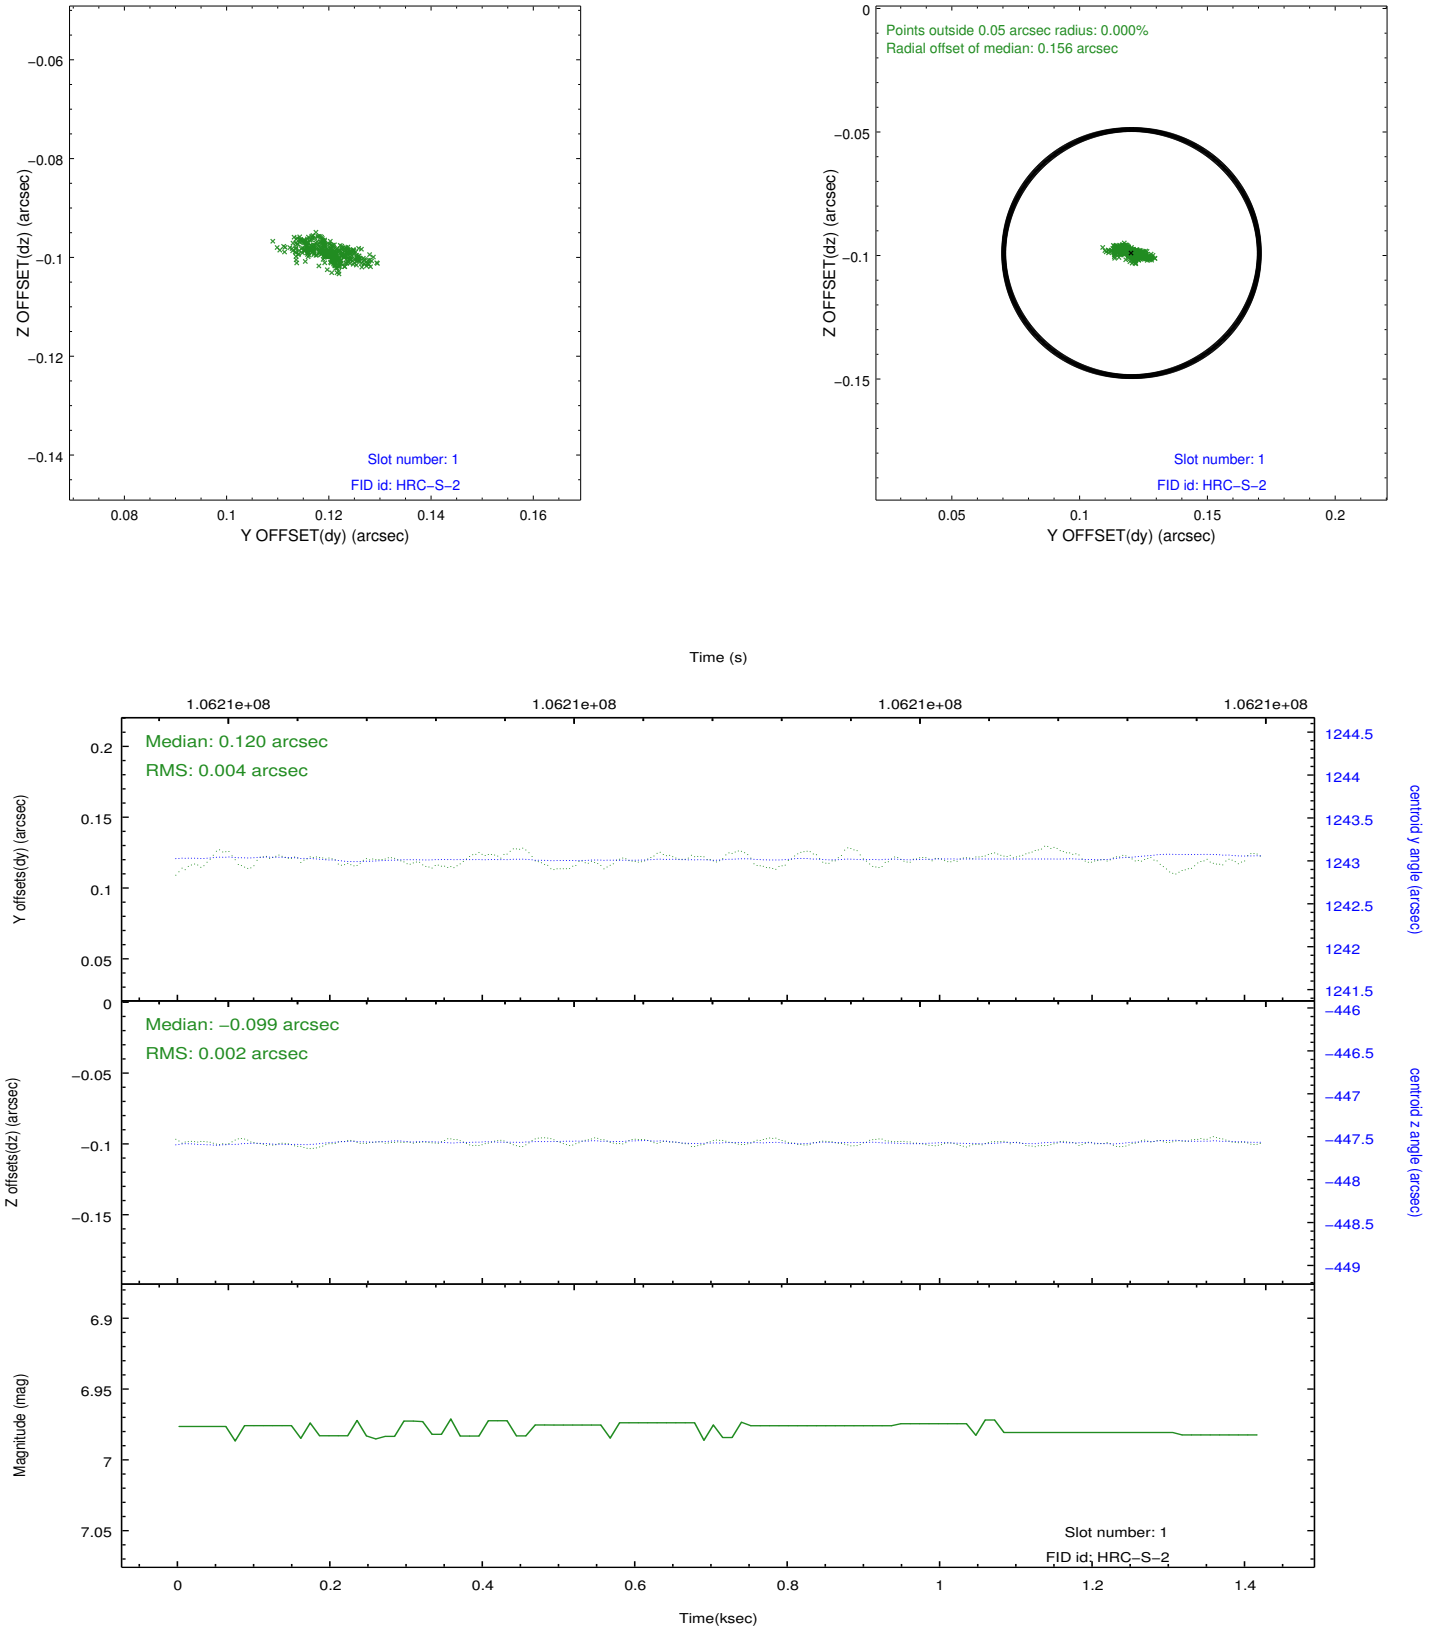 −0.06
−0.08
−0.1
−0.12
−0.14
Z OFFSET(dz) (arcsec)
0.08 0.1 0.12 0.14 0.16
Y OFFSET(dy) (arcsec)
Slot number: 1
FID id: HRC−S−2
Points outside 0.05 arcsec radius: 0.000%
Radial offset of median: 0.156 arcsec
0
−0.05
−0.1
−0.15
Z OFFSET(dz) (arcsec)
0.05 0.1 0.15 0.2
Y OFFSET(dy) (arcsec)
Slot number: 1
FID id: HRC−S−2
Time (s)
1.0621e+08 1.0621e+08 1.0621e+08 1.0621e+08
Median: 0.120 arcsec
RMS: 0.004 arcsec
0.2
0.15
0.1
0.05
Y offsets(dy) (arcsec)
1244.5
1244
1243.5
1243
1242.5
1242
1241.5
centroid y angle (arcsec)
Median: −0.099 arcsec
RMS: 0.002 arcsec
0
−0.05
−0.1
−0.15
Z offsets(dz) (arcsec)
−446
−446.5
−447
−447.5
−448
−448.5
−449
centroid z angle (arcsec)
6.9
6.95
7
7.05
Magnitude (mag)
Slot number: 1
FID id: HRC−S−2
0 0.2 0.4 0.6 0.8 1 1.2 1.4
Time(ksec)